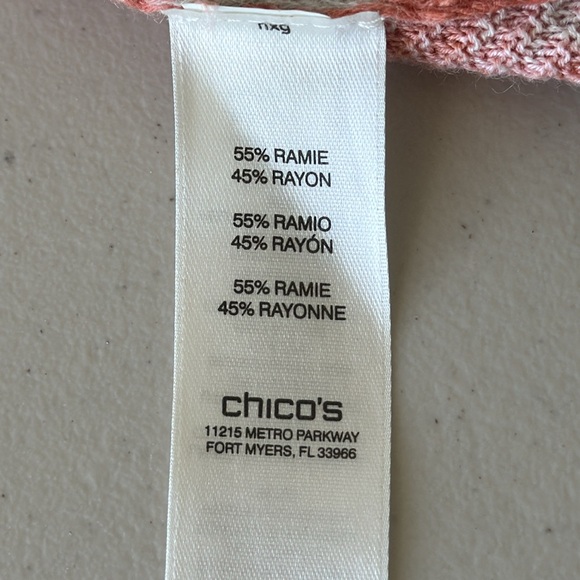 55% RAMIE
45% RAYON
55% RAMIO
45% RAYÓN
55% RAMIE
45% RAYONNE
chico's
11215 METRO PARKWAY
FORT MYERS, FL 33966